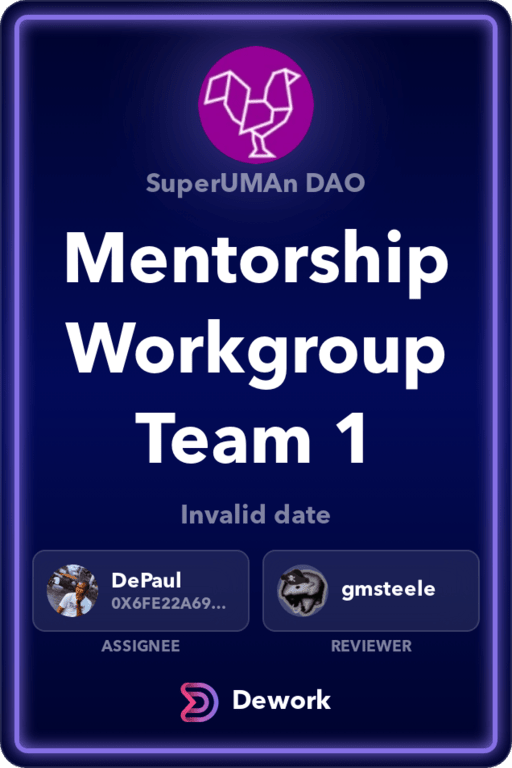 SuperUMAn DAO
Mentorship
Workgroup
Team 1
Invalid date
DePaul
0X6FE22A69...
gmsteele
ASSIGNEE
REVIEWER
Dework